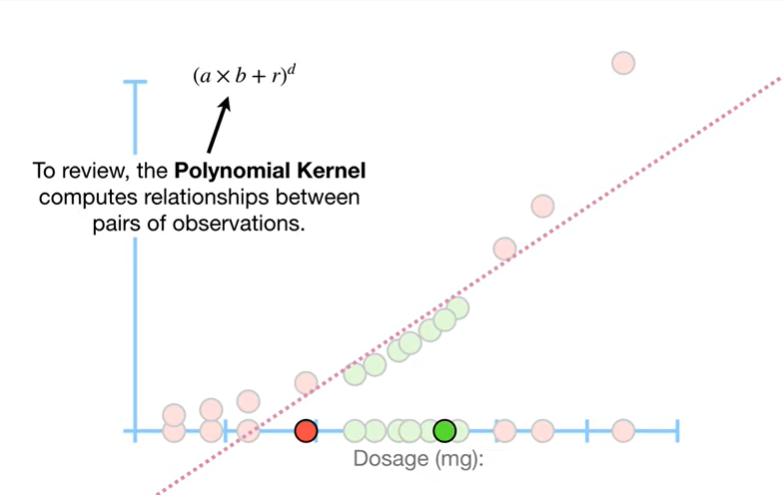 (a × b + r)^d
To review, the Polynomial Kernel
computes relationships between
pairs of observations.
Dosage (mg):